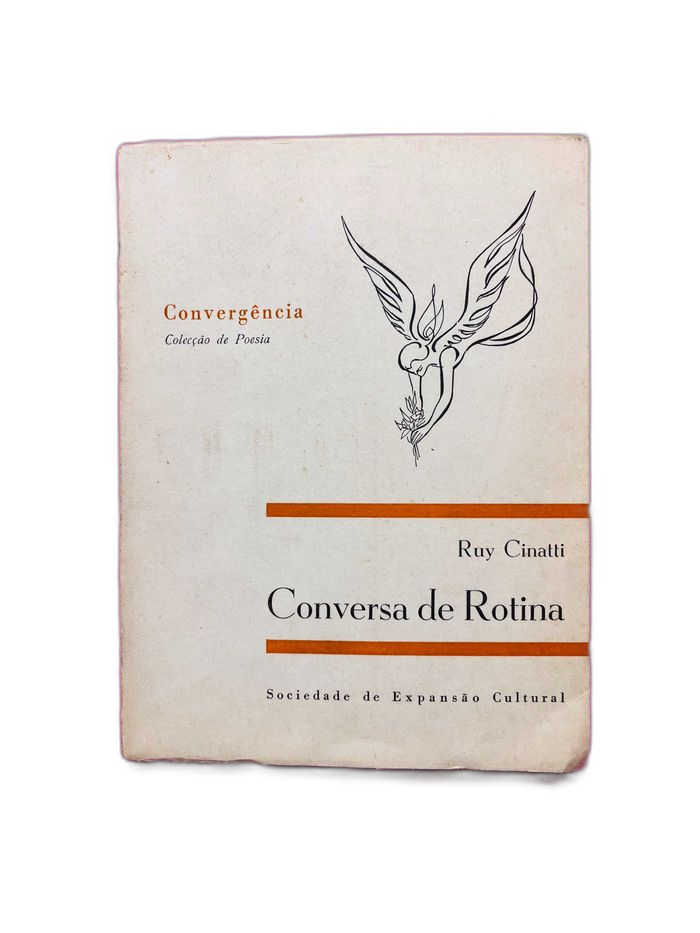 Convergência
Colecção de Poesia
Ruy Cinatti
Conversa de Rotina
Sociedade de Expansão Cultural